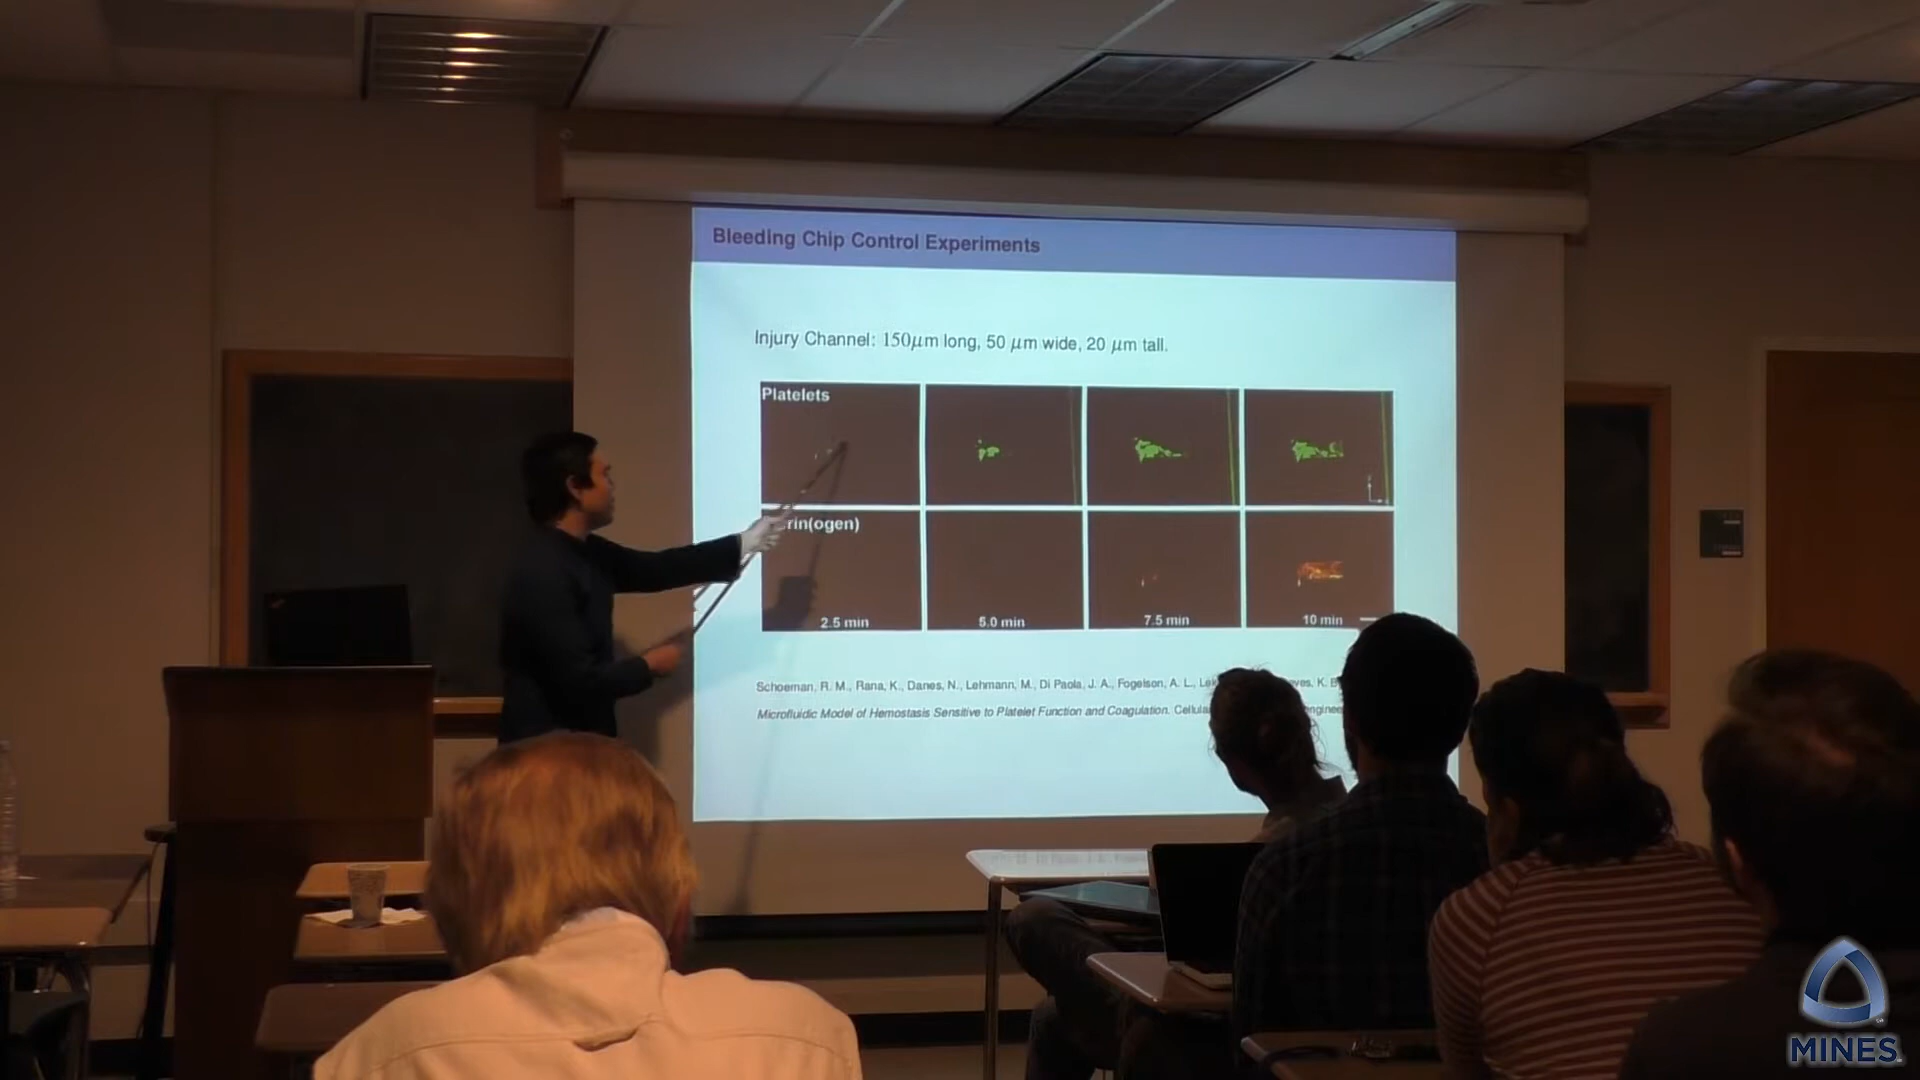 Bleeding Chip Control Experiments
Injury Channel: 150μm long, 50 μm wide, 20 μm tall.
Platelets
rin(ogen)
2.5 min
5.0 min
7.5 min
10 min
Schoeman, R. M., Rana, K., Danes, N., Lehmann, M., Di Paola, J. A., Fogelson, A. L., K. B
Microfluidic Model of Hemostasis Sensitive to Platelet Function and Coagulation.
MINES